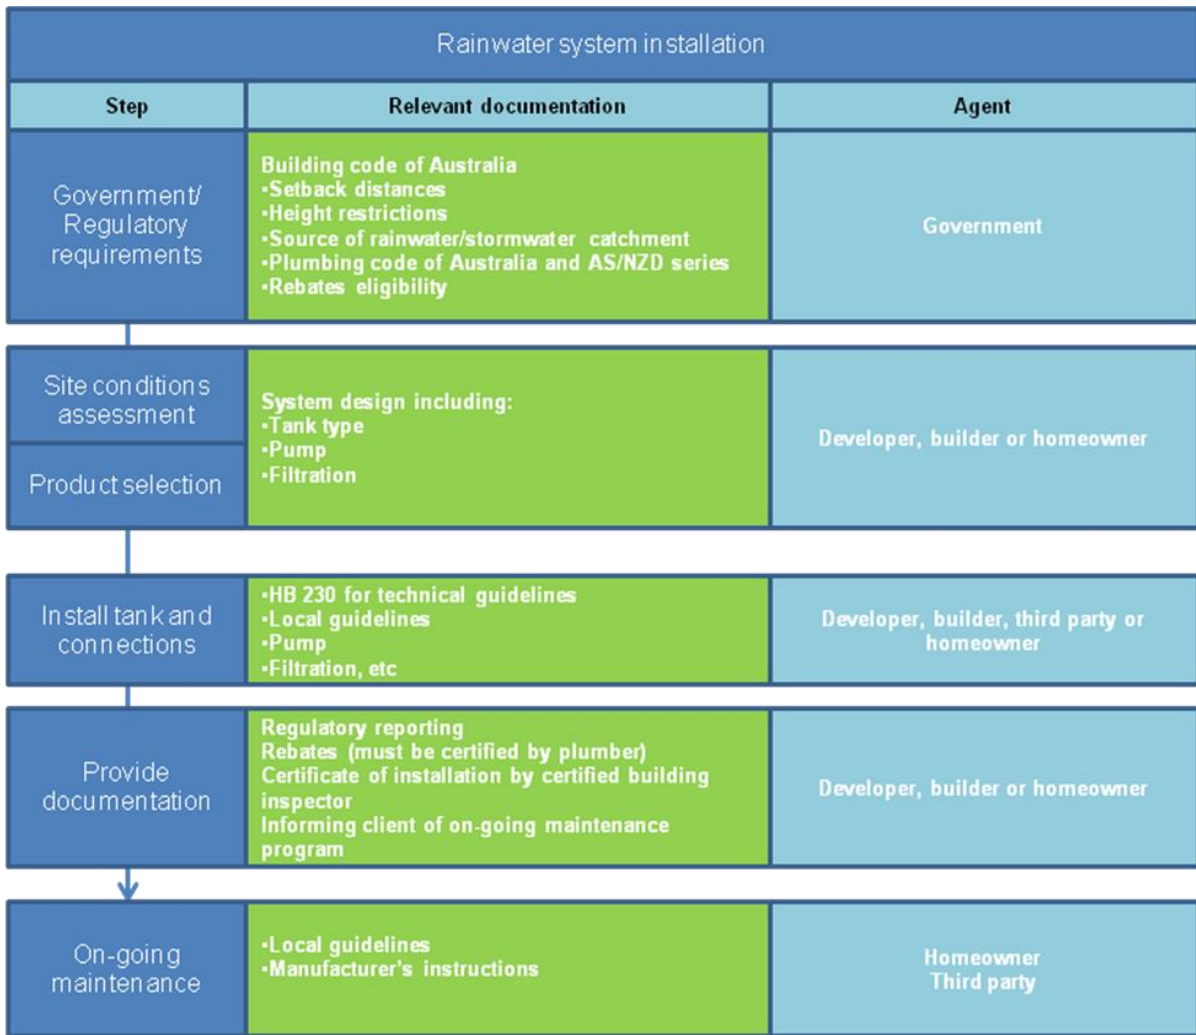 Rainwater system installation
Step
Relevant documentation
Agent
Government/
Regulatory
requirements
Building code of Australia
•Setback distances
•Height restrictions
•Source of rainwater/stormwater catchment
•Plumbing code of Australia and AS/NZD series
•Rebates eligibility
Government
Site conditions
assessment
Product selection
System design including:
•Tank type
•Pump
•Filtration
Developer, builder or homeowner
Install tank and
connections
•HB 230 for technical guidelines
•Local guidelines
•Pump
•Filtration, etc
Developer, builder, third party or
homeowner
Provide
documentation
Regulatory reporting
Rebates (must be certified by plumber)
Certificate of installation by certified building
inspector
Informing client of on-going maintenance
program
Developer, builder or homeowner
On-going
maintenance
•Local guidelines
•Manufacturer's instructions
Homeowner
Third party